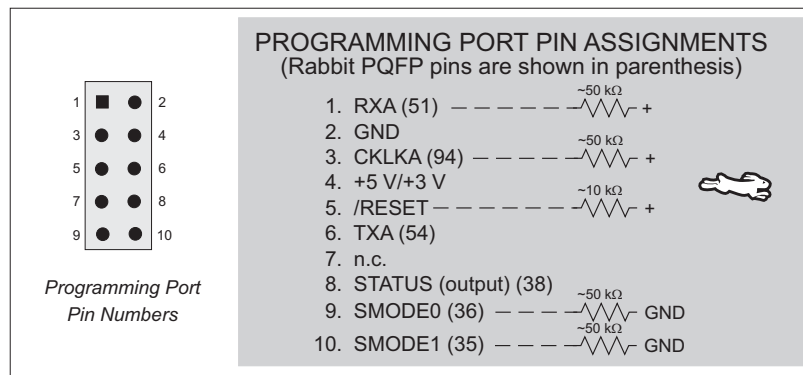 PROGRAMMING PORT PIN ASSIGNMENTS
(Rabbit PQFP pins are shown in parenthesis)
1 2
3 4
5 6
7 8
9 10
Programming Port
Pin Numbers
1. RXA (51) ~50 kΩ +
2. GND
3. CKLKA (94) ~50 kΩ +
4. +5 V/+3 V
5. /RESET ~10 kΩ +
6. TXA (54)
7. n.c.
8. STATUS (output) (38)
9. SMODE0 (36) ~50 kΩ GND
10. SMODE1 (35) ~50 kΩ GND